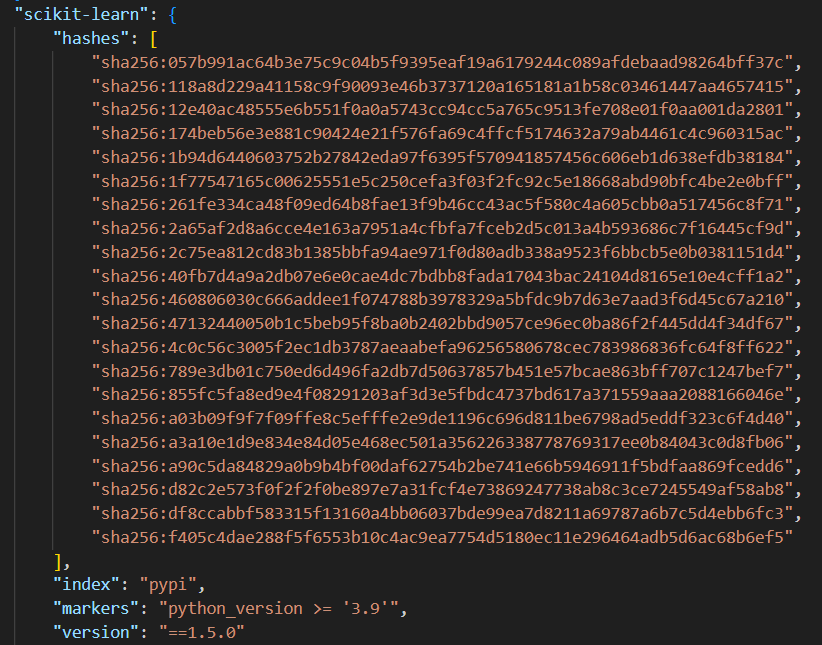 "scikit-learn": {
"hashes": [
"sha256:057b991ac64b3e75c9c04b5f9395eaf19a6179244c089afdebaad98264bff37c",
"sha256:118a8d229a41158c9f90093e46b3737120a165181a1b58c03461447aa4657415",
"sha256:12e40ac48555e6b551f0a0a5743cc94cc5a765c9513fe708e01f0aa001da2801",
"sha256:174beb56e3e881c90424e21f576fa69c4ffcf5174632a79ab4461c4c960315ac",
"sha256:1b94d6440603752b27842eda97f6395f570941857456c606eb1d638efdb38184",
"sha256:1f77547165c00625551e5c250cefa3f03f2fc92c5e18668abd90bfc4be2e0bff",
"sha256:261fe334ca48f09ed64b8fae13f9b46cc43ac5f580c4a605cbb0a517456c8f71",
"sha256:2a65af2d8a6cce4e163a7951a4cfbfa7fceb2d5c013a4b593686c7f16445cf9d",
"sha256:2c75ea812cd83b1385bbfa94ae971f0d80adb338a9523f6bbcb5e0b0381151d4",
"sha256:40fb7d4a9a2db07e6e0cae4dc7bdbb8fada17043bac24104d8165e10e4cff1a2",
"sha256:460806030c666addee1f074788b3978329a5bfdc9b7d63e7aad3f6d45c67a210",
"sha256:47132440050b1c5beb95f8ba0b2402bbd9057ce96ec0ba86f2f445dd4f34df67",
"sha256:4c0c56c3005f2ec1db3787aeaabefa96256580678cec783986836fc64f8ff622",
"sha256:789e3db01c750ed6d496fa2db7d50637857b451e57bcae863bff707c1247bef7",
"sha256:855fc5fa8ed9e4f08291203af3d3e5fbdc4737bd617a371559aaa2088166046e",
"sha256:a03b09f9f7f09ffe8c5efffe2e9de1196c696d811be6798ad5eddf323c6f4d40",
"sha256:a3a10e1d9e834e84d05e468ec501a356226338778769317ee0b84043c0d8fb06",
"sha256:a90c5da84829a0b9b4bf00daf62754b2be741e66b5946911f5bdfaa869fcedd6",
"sha256:d82c2e573f0f2f2f0be897e7a31fcf4e73869247738ab8c3ce7245549af58ab8",
"sha256:df8ccabbf583315f13160a4bb06037bde99ea7d8211a69787a6b7c5d4ebb6fc3",
"sha256:f405c4dae288f5f6553b10c4ac9ea7754d5180ec11e296464adb5d6ac68b6ef5"
],
"index": "pypi",
"markers": "python_version >= '3.9'",
"version": "==1.5.0"